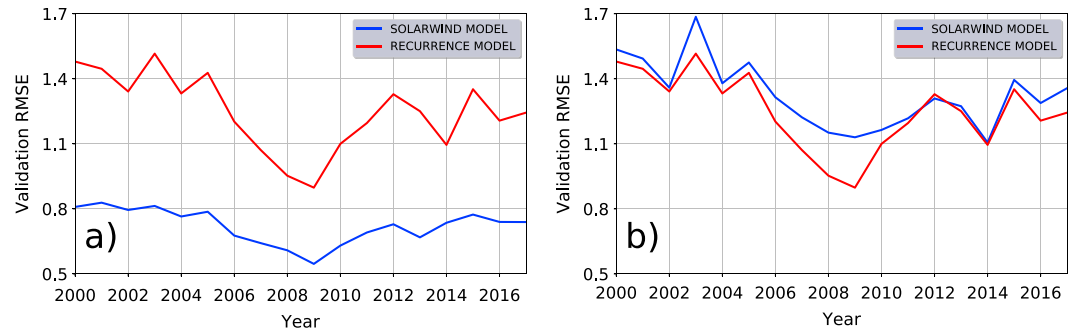 1.7
1.4
1.1
0.8
0.5
Validation RMSE
SOLARWIND MODEL
RECURRENCE MODEL
a)
2000 2002 2004 2006 2008 2010 2012 2014 2016
Year
1.7
1.4
1.1
0.8
0.5
Validation RMSE
SOLARWIND MODEL
RECURRENCE MODEL
b)
2000 2002 2004 2006 2008 2010 2012 2014 2016
Year